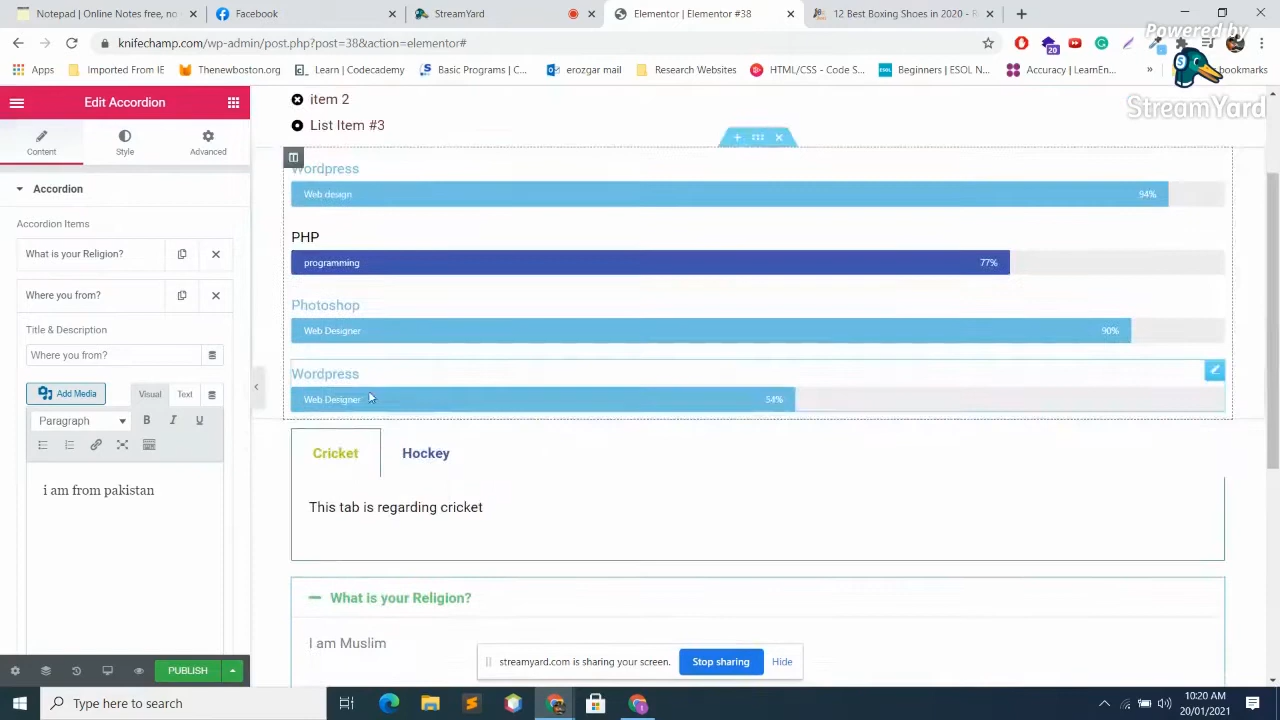 Online Notepad - free, no
Facebook
StreamYard
Elementor | Elementor #38
12 Best Boxing Shoes in 2020 - R
knifechamp.com/wp-admin/post.php?post=38&action=elementor#
20
Powered by
StreamYard
Apps
Imported From IE
Thenewboston.org
Learn | Codecademy
Basic Programs | C...
erozgar mail
Research Websites
HTML/CSS - Code S...
Beginners | ESOL N...
Accuracy | LearnEn...
»
bookmarks
Edit Accordion
Content
Style
Advanced
Accordion
Accordion Items
What is your Religion?
Where you from?
Title & Description
Where you from?
Add Media
Visual
Text
Paragraph
B I U
i am from pakistan
PUBLISH
item 2
List Item #3
Wordpress
Web design 94%
PHP
programming 77%
Photoshop
Web Designer 90%
Wordpress
Web Designer 54%
Cricket
Hockey
This tab is regarding cricket
What is your Religion?
I am Muslim
streamyard.com is sharing your screen.
Stop sharing
Hide
Type here to search
10:20 AM
20/01/2021